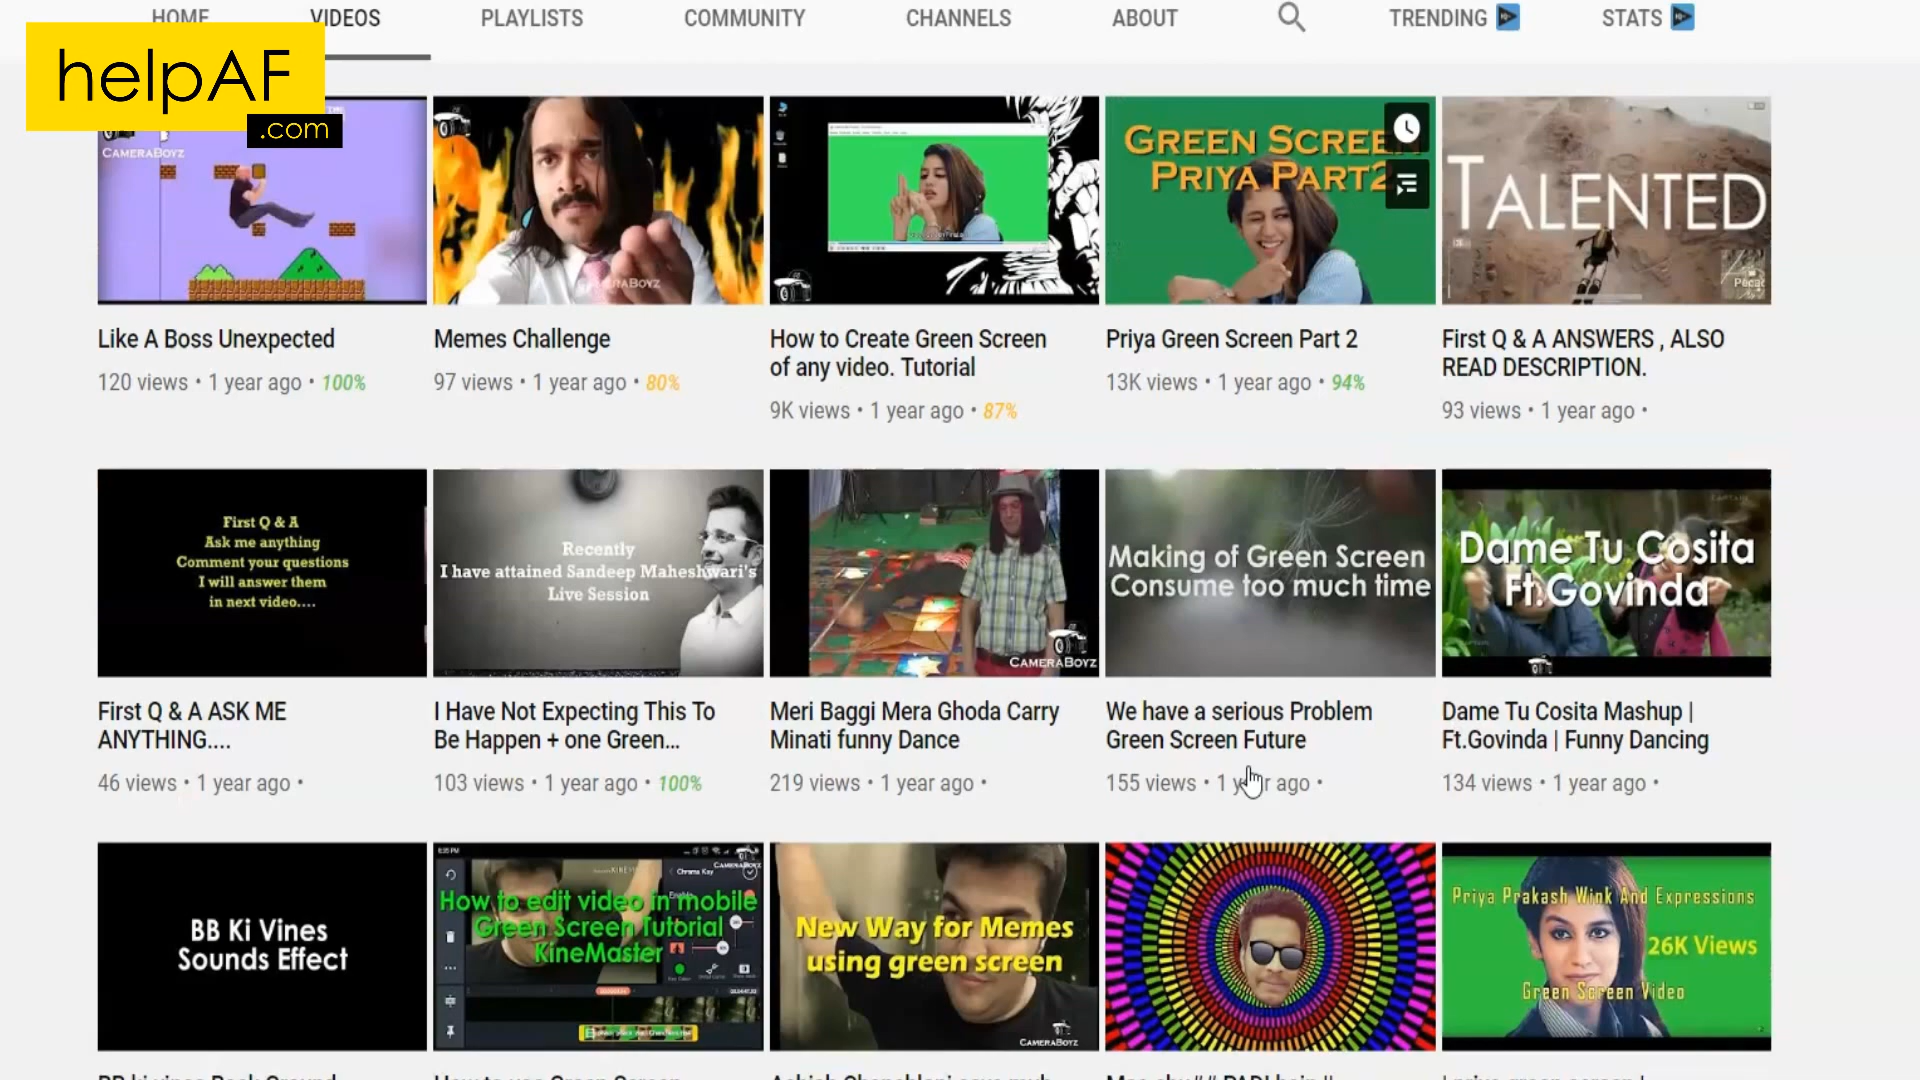 HOME VIDEOS PLAYLISTS COMMUNITY CHANNELS ABOUT TRENDING STATS
helpAF
.com
CAMERABOYZ
CAMERABOYZ
GREEN SCREE
PRIYA PART2
TALENTED
Like A Boss Unexpected
120 views • 1 year ago • 100%
Memes Challenge
97 views • 1 year ago • 80%
How to Create Green Screen
of any video. Tutorial
9K views • 1 year ago • 87%
Priya Green Screen Part 2
13K views • 1 year ago • 94%
First Q & A ANSWERS , ALSO
READ DESCRIPTION.
93 views • 1 year ago •
First Q & A
Ask me anything
Comment your questions
I will answer them
in next video....
Recently
I have attained Sandeep Maheshwari's
Live Session
CAMERABOYZ
Making of Green Screen
Consume too much time
Dame Tu Cosita
Ft.Govinda
First Q & A ASK ME
ANYTHING....
46 views • 1 year ago •
I Have Not Expecting This To
Be Happen + one Green...
103 views • 1 year ago • 100%
Meri Baggi Mera Ghoda Carry
Minati funny Dance
219 views • 1 year ago •
We have a serious Problem
Green Screen Future
155 views • 1 year ago •
Dame Tu Cosita Mashup |
Ft.Govinda | Funny Dancing
134 views • 1 year ago •
BB Ki Vines
Sounds Effect
Chroma Key
CAMERABOYZ
How to edit video in mobile
Green Screen Tutorial
KineMaster
New Way for Memes
using green screen
CAMERABOYZ
Priya Prakash Wink And Expressions
26K Views
Green Screen Video